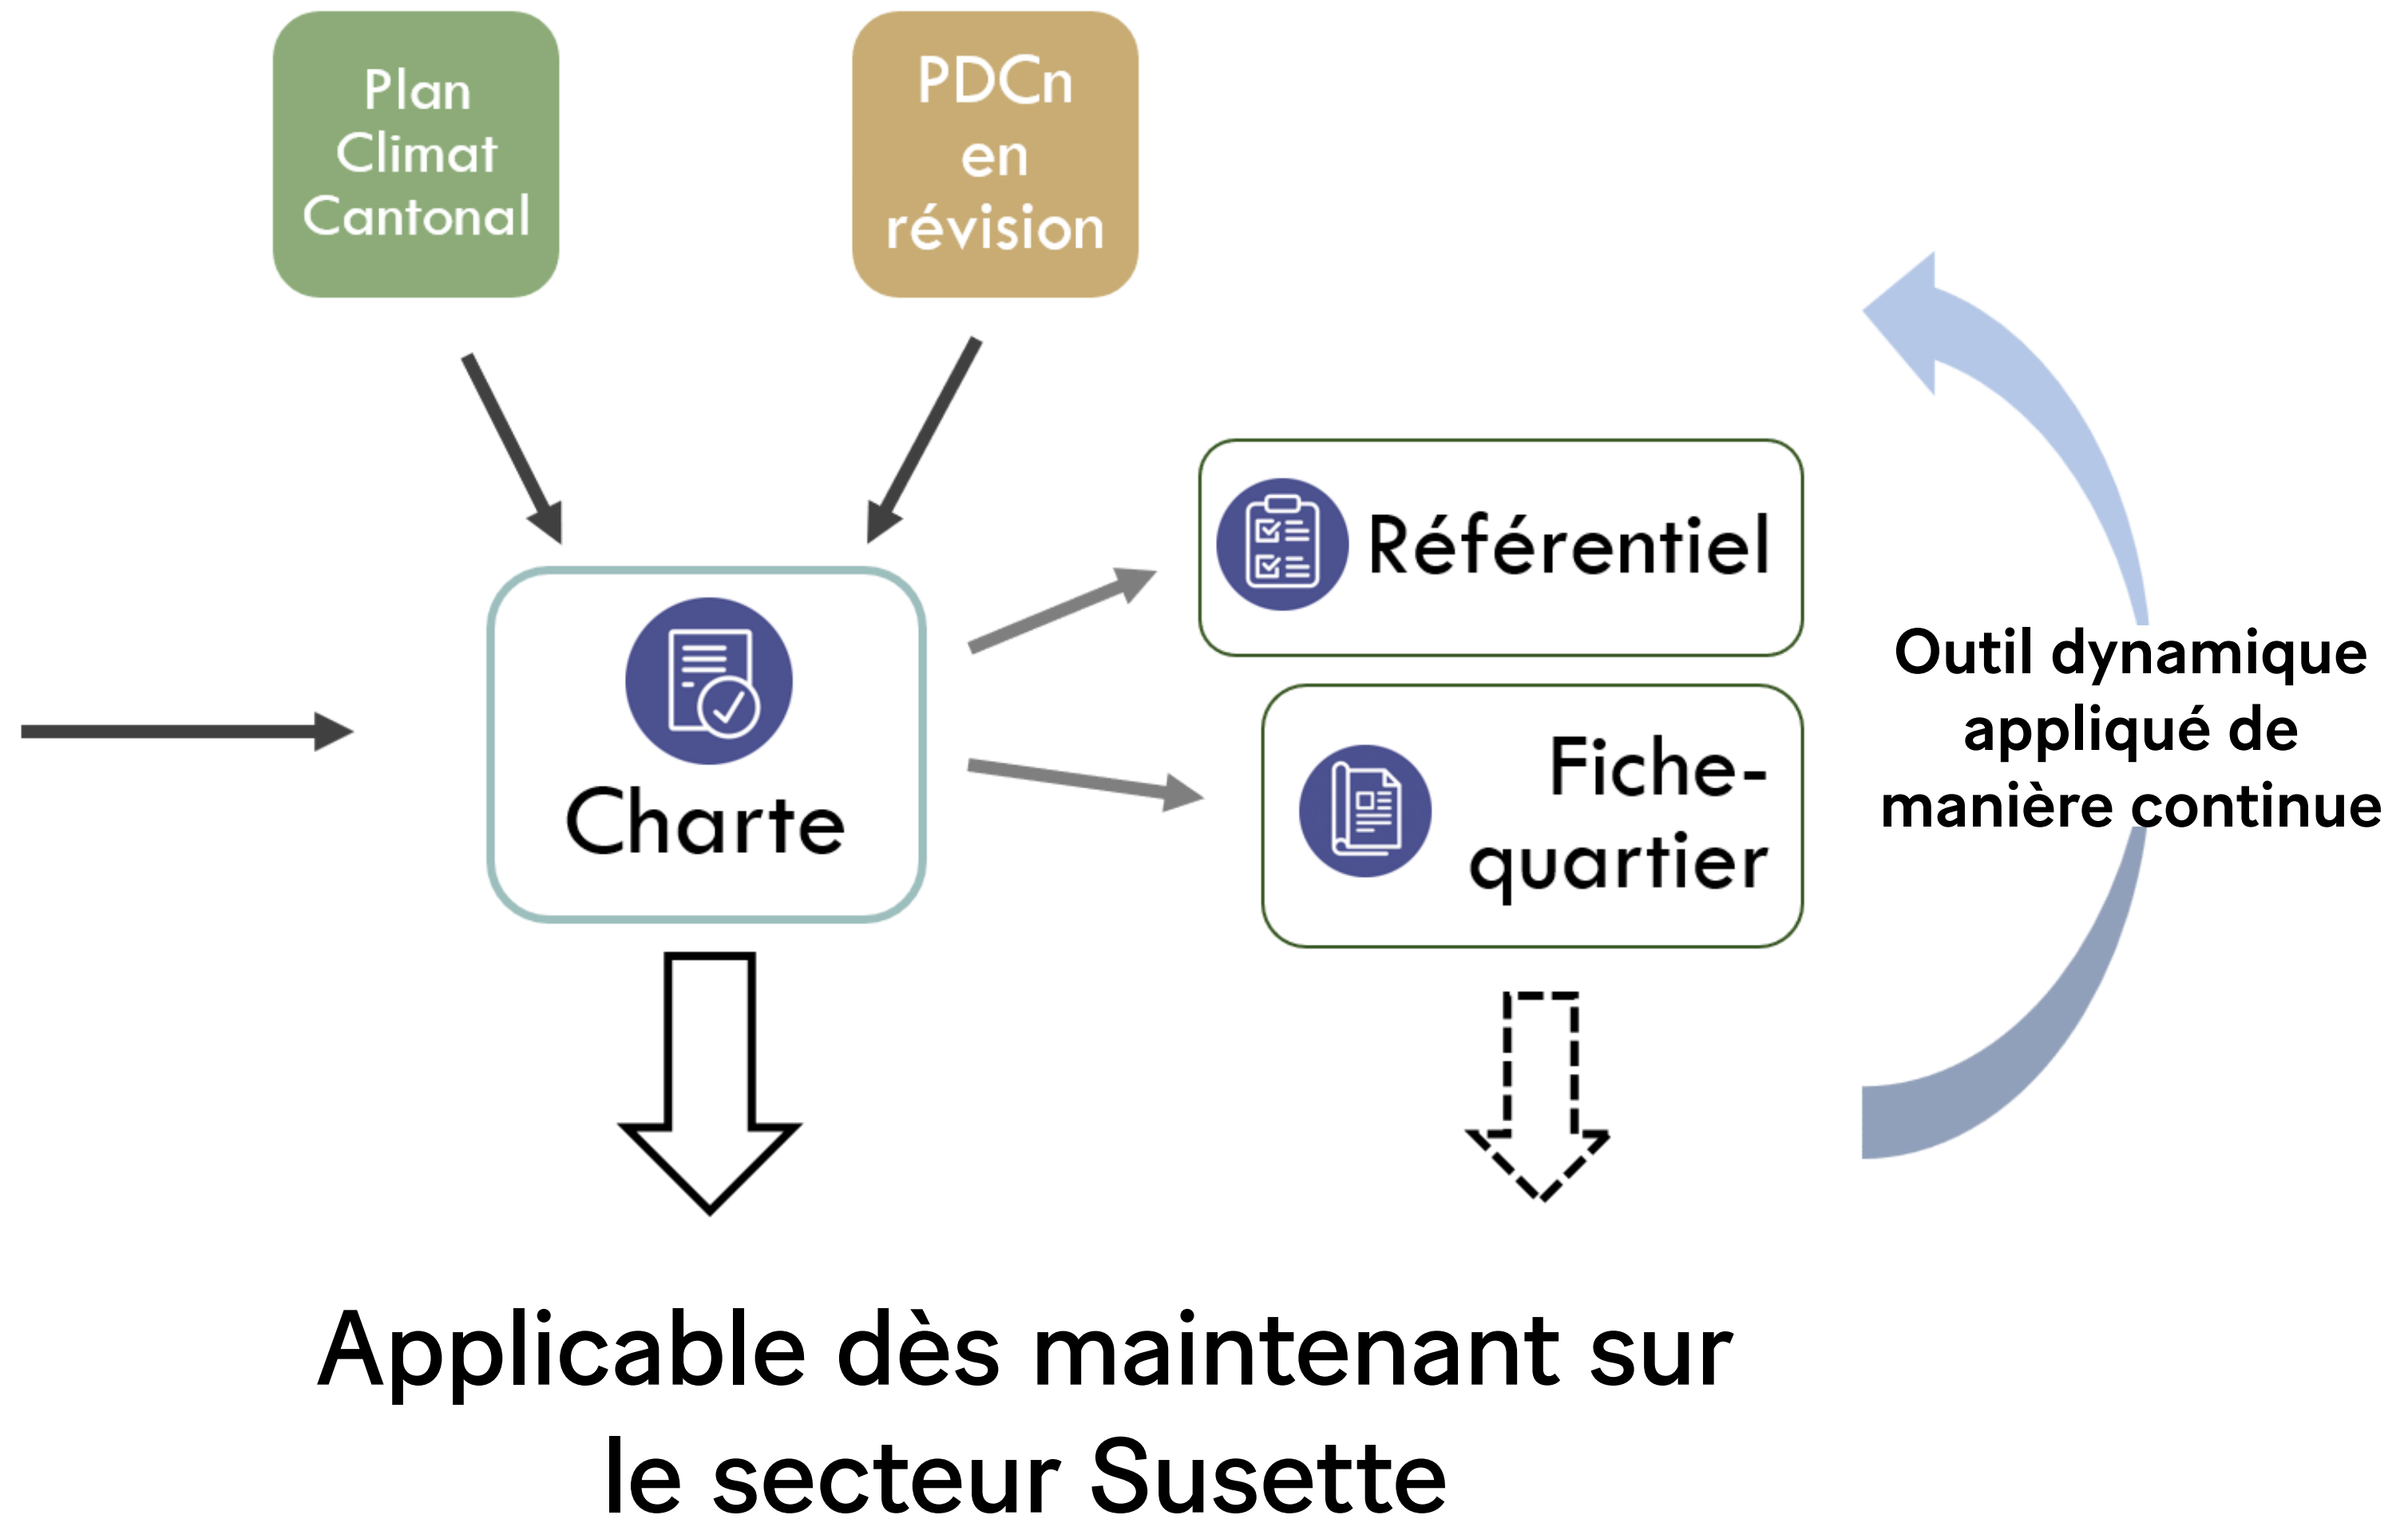 Plan
Climat
Cantonal
PDCn
en
révision
Référentiel
Charte
Fiche-
quartier
Outil dynamique
appliqué de
manière continue
Applicable dès maintenant sur
le secteur Susette